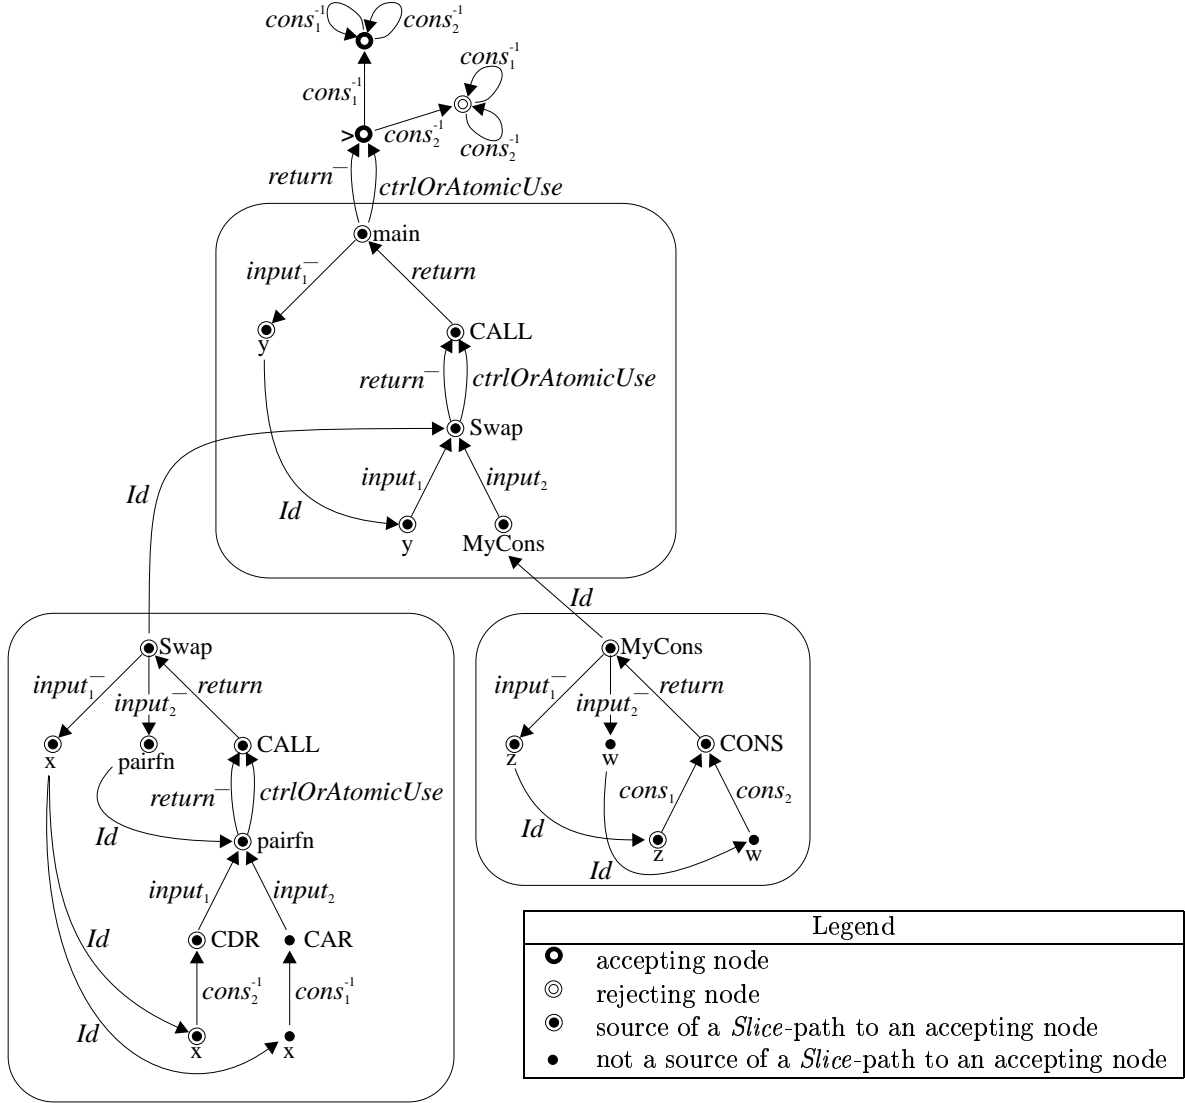 cons₁⁻¹ cons₂⁻¹
cons₁⁻¹
cons₁⁻¹
> cons₂⁻¹
cons₂⁻¹
return⁻ ctrlOrAtomicUse
main
input₁⁻ return
y CALL
return⁻ ctrlOrAtomicUse
Swap
input₁ input₂
Id Id
y MyCons
Id
Swap MyCons
input₁⁻ input₂⁻ return input₁⁻ input₂⁻ return
x pairfn CALL z w CONS
return⁻ ctrlOrAtomicUse cons₁ cons₂
Id pairfn Id z w
Id
input₁ input₂
Id CDR CAR
cons₂⁻¹ cons₁⁻¹
Id x x
Legend
accepting node
rejecting node
source of a Slice-path to an accepting node
not a source of a Slice-path to an accepting node